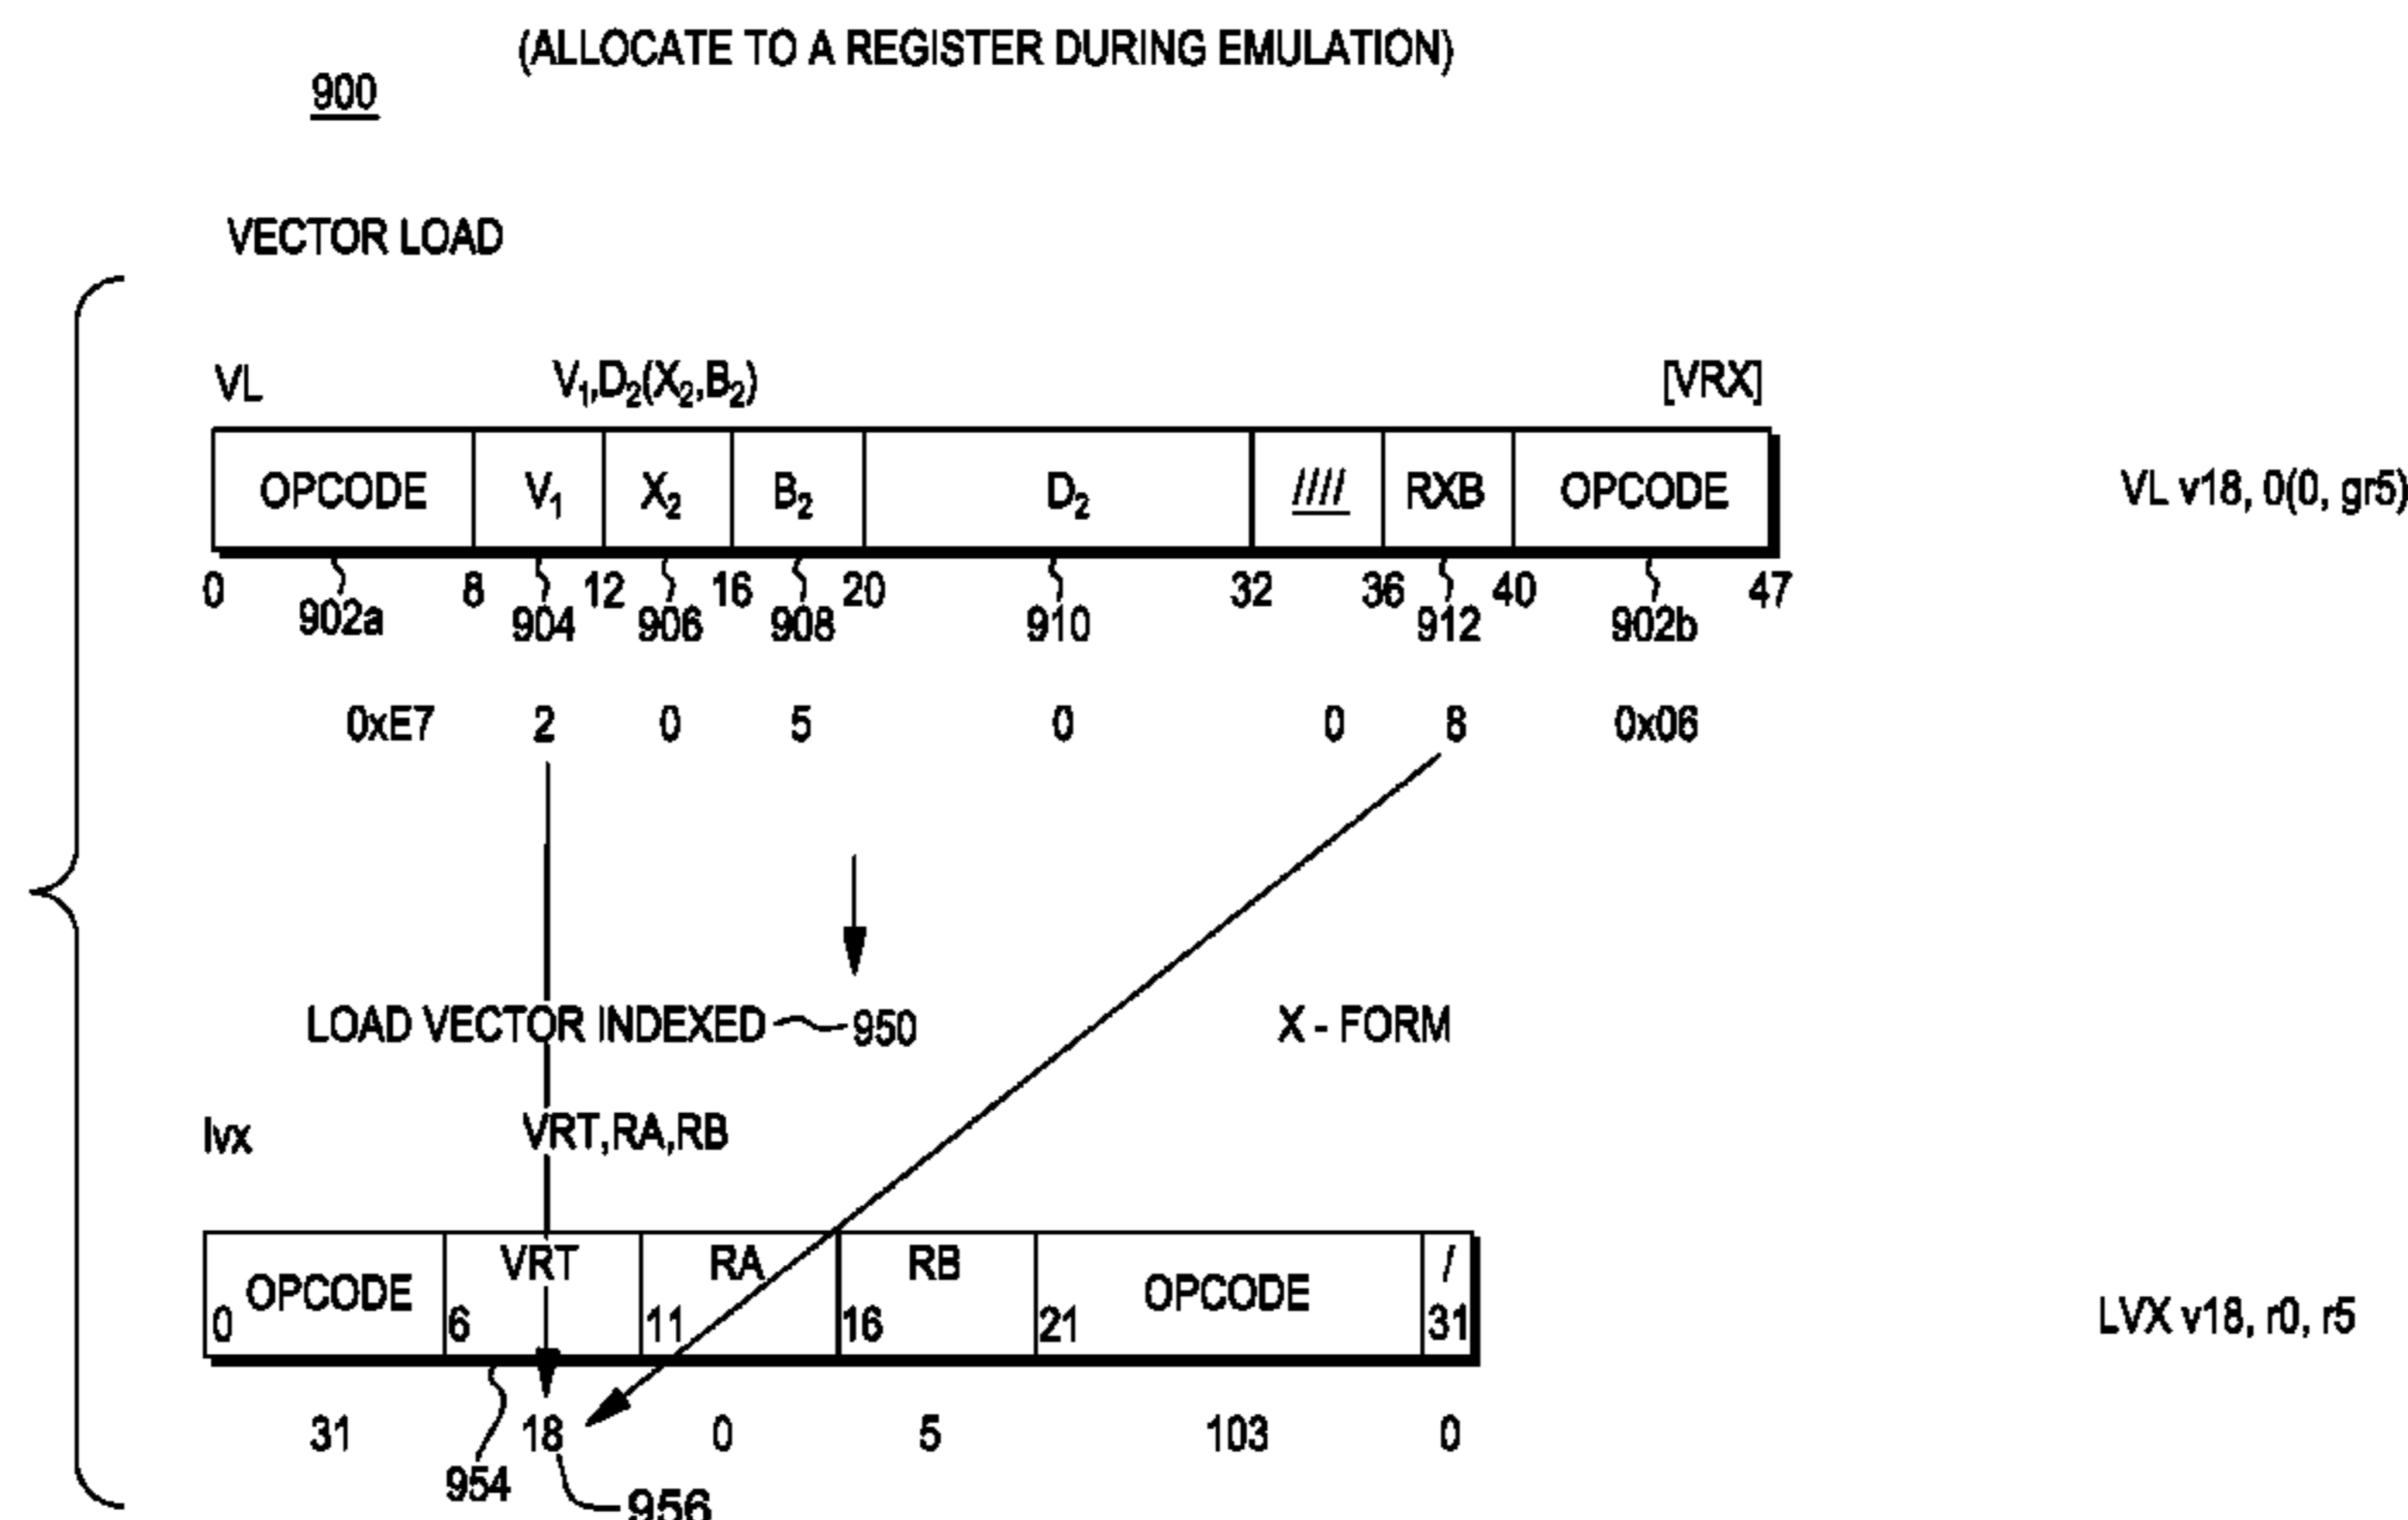 (ALLOCATE TO A REGISTER DURING EMULATION)
900
VECTOR LOAD
VL V₁,D₂(X₂,B₂) [VRX]
OPCODE V₁ X₂ B₂ D₂ //// RXB OPCODE VL v18, 0(0, gr5)
0 8 12 16 20 32 36 40 47
902a 904 906 908 910 912 902b
0xE7 2 0 5 0 0 8 0x06
LOAD VECTOR INDEXED 950 X - FORM
lvx VRT,RA,RB
OPCODE VRT RA RB OPCODE / LVX v18, r0, r5
0 6 11 16 21 31
31 18 0 5 103 0
954 956